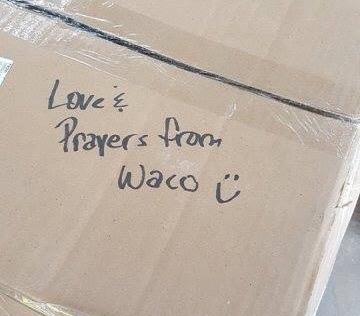 Love &
Prayers from
Waco Ü